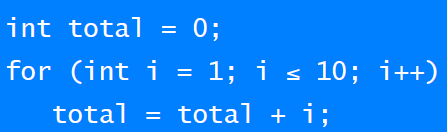 int total = 0;
for (int i = 1; i ≤ 10; i++)
total = total + i;